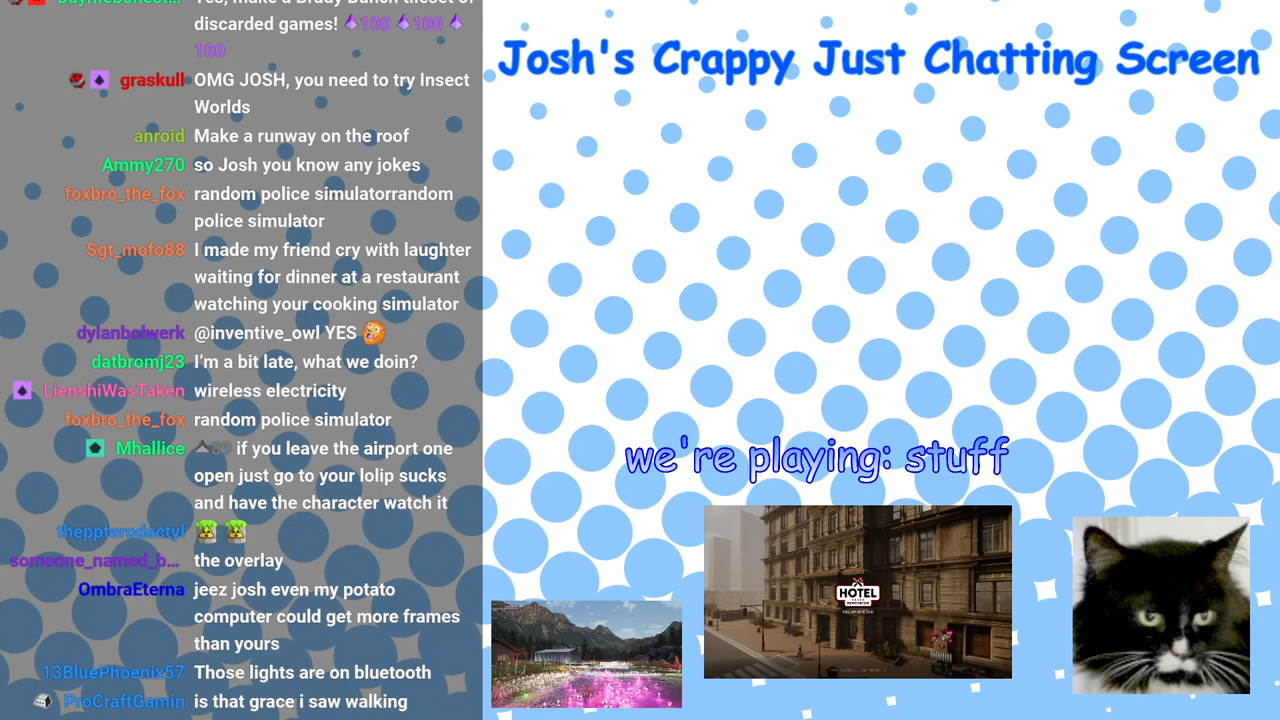 Yes, make a Brady Bunch tileset of
discarded games! 100 100
100
graskull OMG JOSH, you need to try Insect
Worlds
anroid Make a runway on the roof
Ammy270 so Josh you know any jokes
foxbro_the_fox random police simulatorrandom
police simulator
Sgt_mofo88 I made my friend cry with laughter
waiting for dinner at a restaurant
watching your cooking simulator
dylanbolwerk @inventive_owl YES
datbromj23 I'm a bit late, what we doin?
LienshiWasTaken wireless electricity
foxbro_the_fox random police simulator
Mhallice if you leave the airport one
open just go to your lolip sucks
and have the character watch it
theppterodactyl
someone_named_b... the overlay
OmbraEterna jeez josh even my potato
computer could get more frames
than yours
13BluePhoenix57 Those lights are on bluetooth
ProCraftGamin is that grace i saw walking
Josh's Crappy Just Chatting Screen
we're playing: stuff
HOTEL